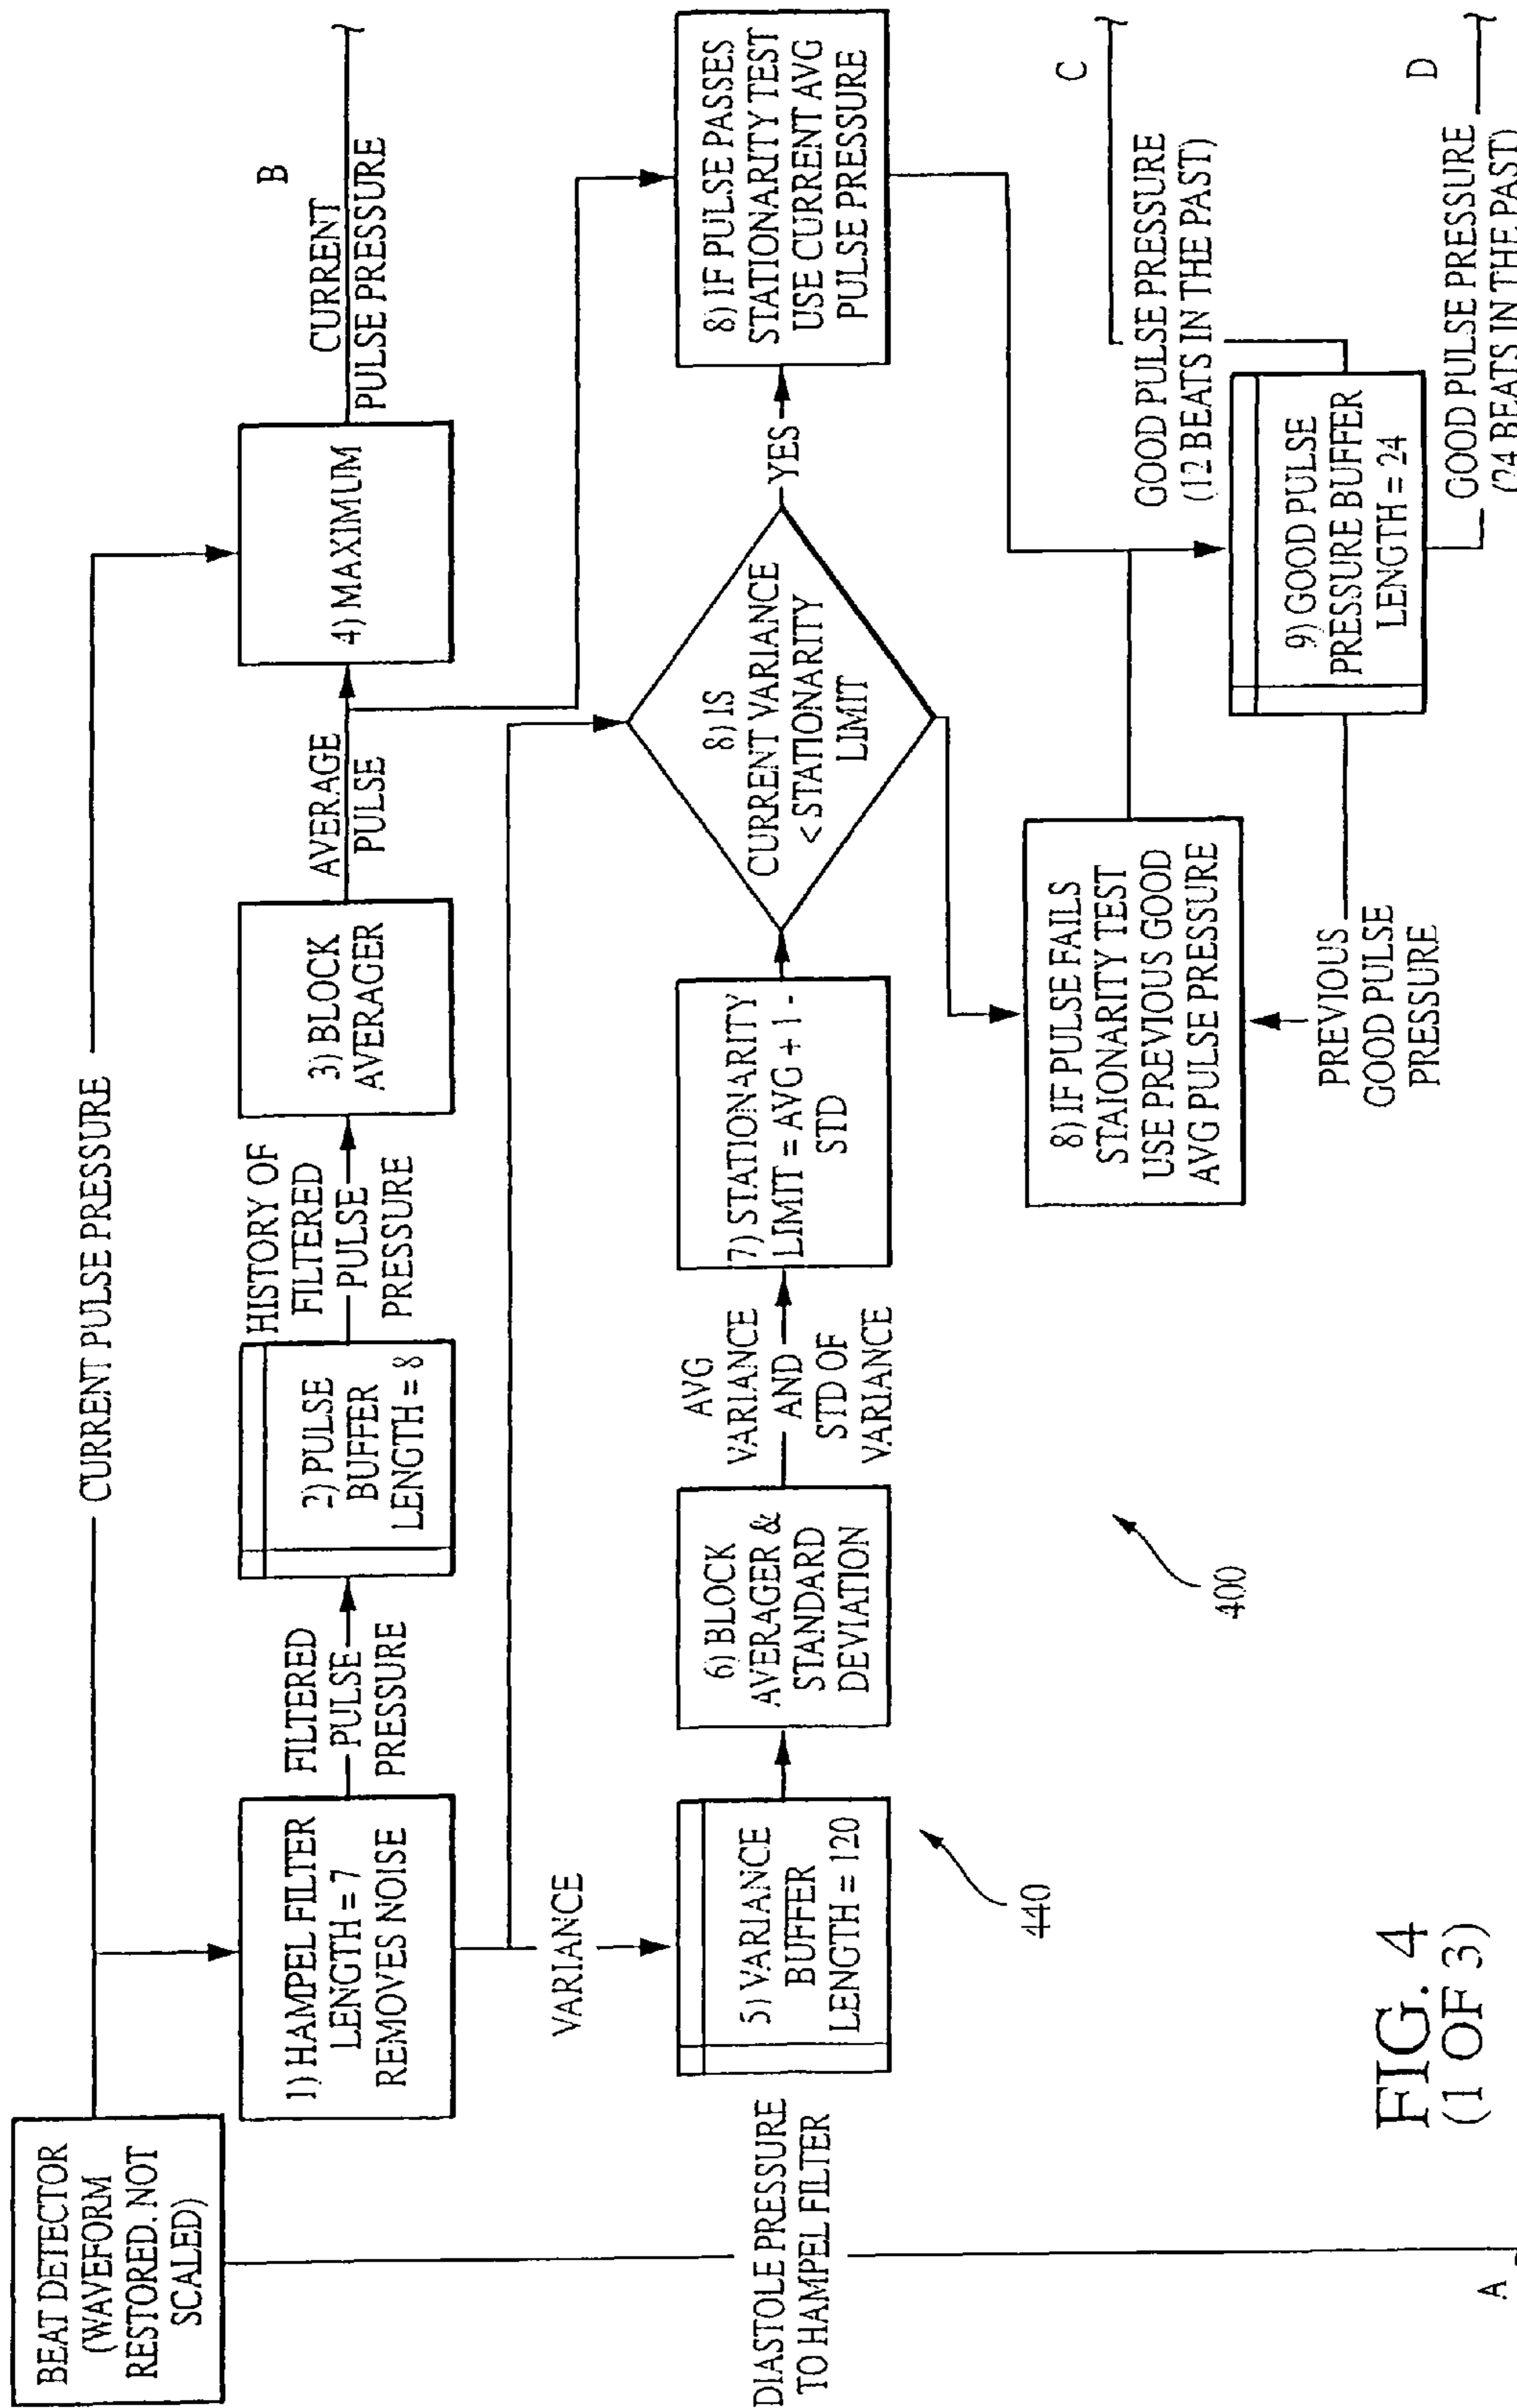 BEAT DETECTOR
(WAVEFORM
RESTORED, NOT
SCALED)
CURRENT PULSE PRESSURE
1) HAMPEL FILTER
LENGTH = 7
REMOVES NOISE
FILTERED
PULSE
PRESSURE
2) PULSE
BUFFER
LENGTH = 8
HISTORY OF
FILTERED
PULSE
PRESSURE
3) BLOCK
AVERAGER
AVERAGE
PULSE
4) MAXIMUM
CURRENT
PULSE PRESSURE
B
VARIANCE
DIASTOLE PRESSURE
TO HAMPEL FILTER
5) VARIANCE
BUFFER
LENGTH = 120
6) BLOCK
AVERAGER &
STANDARD
DEVIATION
AVG
VARIANCE
AND
STD OF
VARIANCE
7) STATIONARITY
LIMIT = AVG + 1 -
STD
8) IS
CURRENT VARIANCE
< STATIONARITY
LIMIT
YES
8) IF PULSE PASSES
STATIONARITY TEST
USE CURRENT AVG
PULSE PRESSURE
440
400
8) IF PULSE FAILS
STAIONARITY TEST
USE PREVIOUS GOOD
AVG PULSE PRESSURE
PREVIOUS
GOOD PULSE
PRESSURE
9) GOOD PULSE
PRESSURE BUFFER
LENGTH = 24
GOOD PULSE PRESSURE
(12 BEATS IN THE PAST)
C
GOOD PULSE PRESSURE
(24 BEATS IN THE PAST)
D
A
FIG. 4
(1 OF 3)